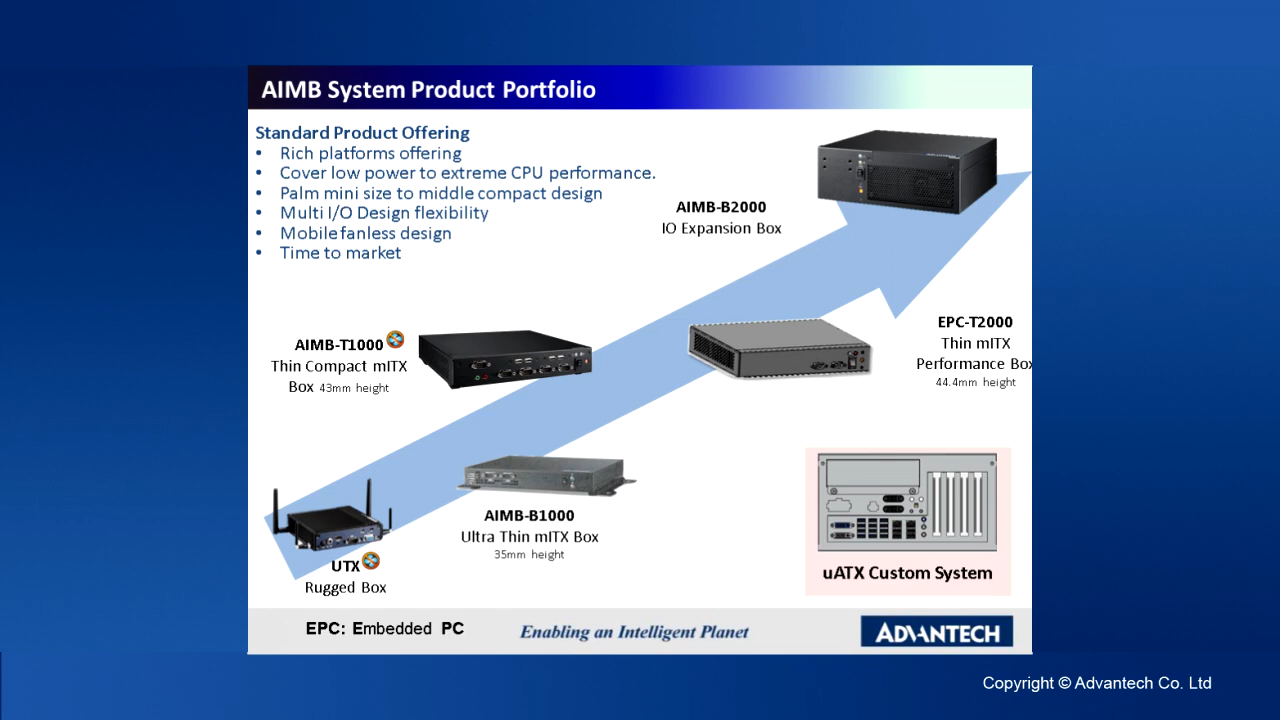 AIMB System Product Portfolio
Standard Product Offering
• Rich platforms offering
• Cover low power to extreme CPU performance.
• Palm mini size to middle compact design
• Multi I/O Design flexibility
• Mobile fanless design
• Time to market
AIMB-B2000
IO Expansion Box
EPC-T2000
Thin mITX
Performance Box
44.4mm height
AIMB-T1000
Thin Compact mITX
Box 43mm height
AIMB-B1000
Ultra Thin mITX Box
35mm height
UTX
Rugged Box
uATX Custom System
EPC: Embedded PC
Enabling an Intelligent Planet
ADVANTECH
Copyright © Advantech Co. Ltd